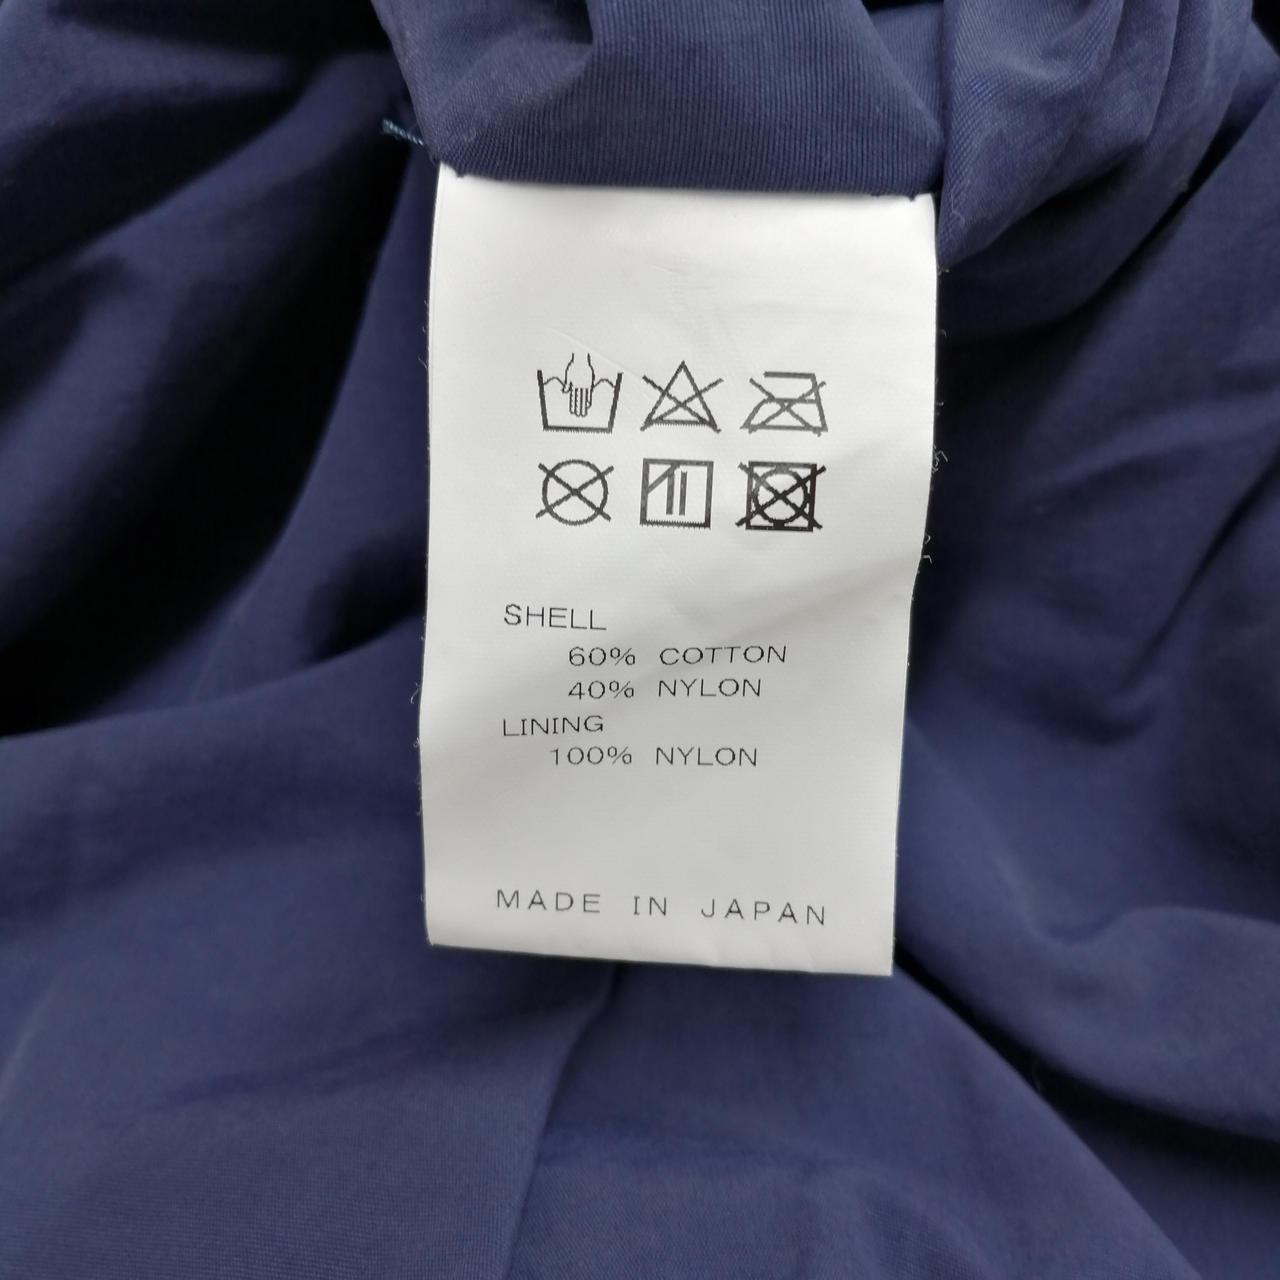 SHELL
60% COTTON
40% NYLON
LINING
100% NYLON
MADE IN JAPAN